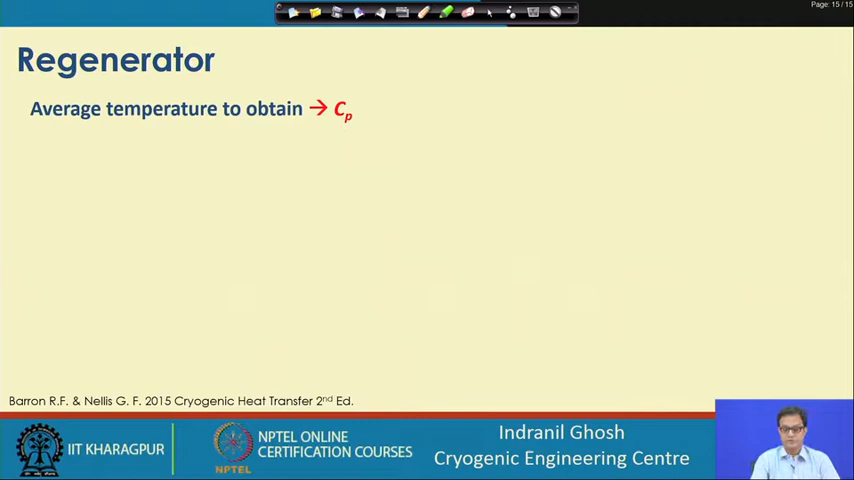 Page: 15 / 15
Regenerator
Average temperature to obtain → Cp
Barron R.F. & Nellis G. F. 2015 Cryogenic Heat Transfer 2nd Ed.
IIT KHARAGPUR
NPTEL
NPTEL ONLINE
CERTIFICATION COURSES
Indranil Ghosh
Cryogenic Engineering Centre